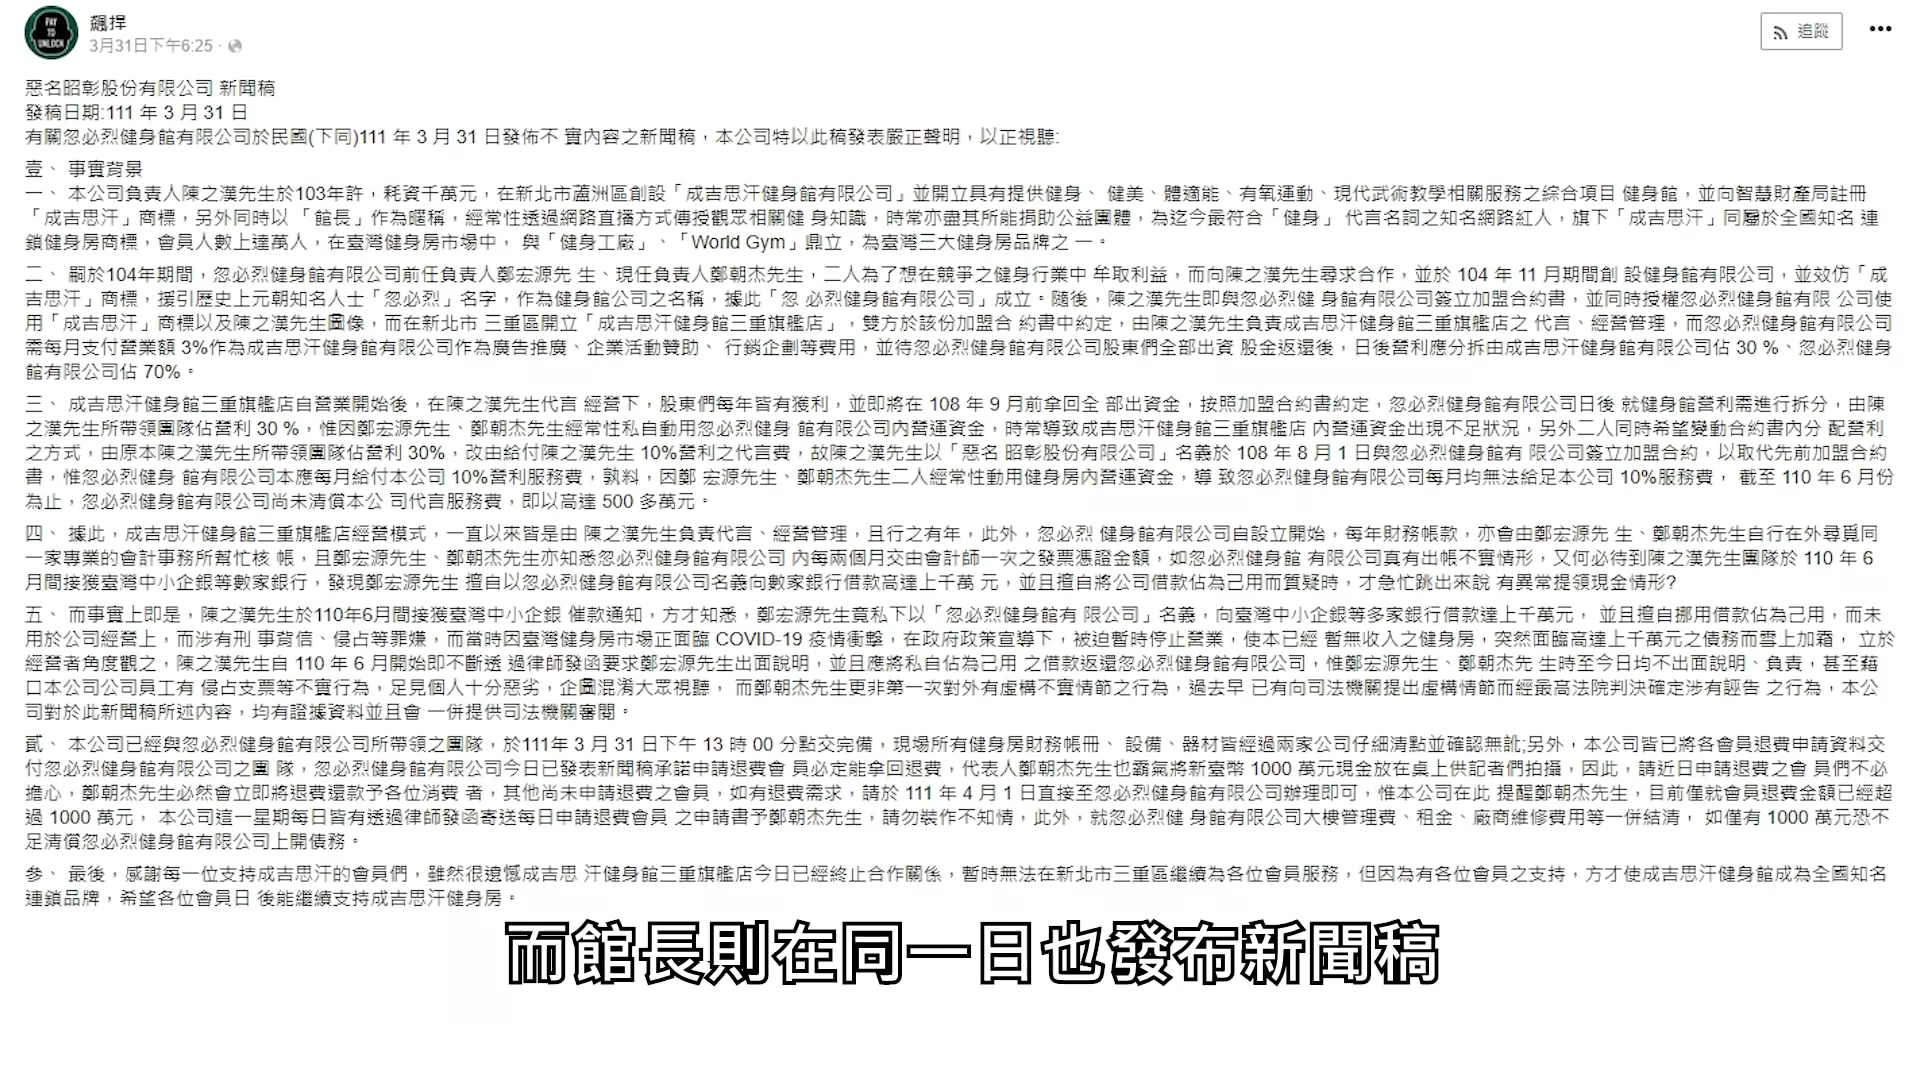 飆捍
3月31日下午6:25 ·
追蹤
PAY
TO
UNLOCK
惡名昭彰股份有限公司 新聞稿
發稿日期:111 年 3 月 31 日
有關忽必烈健身館有限公司於民國(下同)111 年 3 月 31 日發佈不 實內容之新聞稿，本公司特以此稿發表嚴正聲明，以正視聽:
壹、 事實背景
一、 本公司負責人陳之漢先生於103年許，耗資千萬元，在新北市蘆洲區創設「成吉思汗健身館有限公司」並開立具有提供健身、 健美、體適能、有氧運動、現代武術教學相關服務之綜合項目 健身館，並向智慧財產局註冊
「成吉思汗」商標，另外同時以 「館長」作為暱稱，經常性透過網路直播方式傳授觀眾相關健 身知識，時常亦盡其所能捐助公益團體，為迄今最符合「健身」 代言名詞之知名網路紅人，旗下「成吉思汗」同屬於全國知名 連
鎖健身房商標，會員人數上達萬人，在臺灣健身房市場中， 與「健身工廠」、「World Gym」鼎立，為臺灣三大健身房品牌之 一。
二、 嗣於104年期間，忽必烈健身館有限公司前任負責人鄭宏源先 生、現任負責人鄭朝杰先生，二人為了想在競爭之健身行業中 牟取利益，而向陳之漢先生尋求合作，並於 104 年 11 月期間創 設健身館有限公司，並效仿「成
吉思汗」商標，援引歷史上元朝知名人士「忽必烈」名字，作為健身館公司之名稱，據此「忽 必烈健身館有限公司」成立。隨後，陳之漢先生即與忽必烈健 身館有限公司簽立加盟合約書，並同時授權忽必烈健身館有限 公司使
用「成吉思汗」商標以及陳之漢先生圖像，而在新北市 三重區開立「成吉思汗健身館三重旗艦店」，雙方於該份加盟合 約書中約定，由陳之漢先生負責成吉思汗健身館三重旗艦店之 代言、經營管理，而忽必烈健身館有限公司
需每月支付營業額 3%作為成吉思汗健身館有限公司作為廣告推廣、企業活動贊助、 行銷企劃等費用，並待忽必烈健身館有限公司股東們全部出資 股金返還後，日後營利應分拆由成吉思汗健身館有限公司佔 30 %、忽必烈健身
館有限公司佔 70%。
三、 成吉思汗健身館三重旗艦店自營業開始後，在陳之漢先生代言 經營下，股東們每年皆有獲利，並即將在 108 年 9 月前拿回全 部出資金，按照加盟合約書約定，忽必烈健身館有限公司日後 就健身館營利需進行拆分，由陳
之漢先生所帶領團隊佔營利 30 %，惟因鄭宏源先生、鄭朝杰先生經常性私自動用忽必烈健身 館有限公司內營運資金，時常導致成吉思汗健身館三重旗艦店 內營運資金出現不足狀況，另外二人同時希望變動合約書內分 配營利
之方式，由原本陳之漢先生所帶領團隊佔營利 30%，改由給付陳之漢先生 10%營利之代言費，故陳之漢先生以「惡名 昭彰股份有限公司」名義於 108 年 8 月 1 日與忽必烈健身館有 限公司簽立加盟合約，以取代先前加盟合約
書，惟忽必烈健身 館有限公司本應每月給付本公司 10%營利服務費，孰料，因鄭 宏源先生、鄭朝杰先生二人經常性動用健身房內營運資金，導 致忽必烈健身館有限公司每月均無法給足本公司 10%服務費， 截至 110 年 6 月份
為止，忽必烈健身館有限公司尚未清償本公 司代言服務費，即以高達 500 多萬元。
四、 據此，成吉思汗健身館三重旗艦店經營模式，一直以來皆是由 陳之漢先生負責代言、經營管理，且行之有年，此外，忽必烈 健身館有限公司自設立開始，每年財務帳款，亦會由鄭宏源先 生、鄭朝杰先生自行在外尋覓同
一家專業的會計事務所幫忙核 帳，且鄭宏源先生、鄭朝杰先生亦知悉忽必烈健身館有限公司 內每兩個月交由會計師一次之發票憑證金額，如忽必烈健身館 有限公司真有出帳不實情形，又何必待到陳之漢先生團隊於 110 年 6
月間接獲臺灣中小企銀等數家銀行，發現鄭宏源先生 擅自以忽必烈健身館有限公司名義向數家銀行借款高達上千萬 元，並且擅自將公司借款佔為己用而質疑時，才急忙跳出來說 有異常提領現金情形?
五、 而事實上即是，陳之漢先生於110年6月間接獲臺灣中小企銀 催款通知，方才知悉，鄭宏源先生竟私下以「忽必烈健身館有 限公司」名義，向臺灣中小企銀等多家銀行借款達上千萬元， 並且擅自挪用借款佔為己用，而未
用於公司經營上，而涉有刑 事背信、侵占等罪嫌，而當時因臺灣健身房市場正面臨 COVID-19 疫情衝擊，在政府政策宣導下，被迫暫時停止營業，使本已經 暫無收入之健身房，突然面臨高達上千萬元之債務而雪上加霜， 立於
經營者角度觀之，陳之漢先生自 110 年 6 月開始即不斷透 過律師發函要求鄭宏源先生出面說明，並且應將私自佔為己用 之借款返還忽必烈健身館有限公司，惟鄭宏源先生、鄭朝杰先 生時至今日均不出面說明、負責，甚至藉
口本公司公司員工有 侵占支票等不實行為，足見個人十分惡劣，企圖混淆大眾視聽， 而鄭朝杰先生更非第一次對外有虛構不實情節之行為，過去早 已有向司法機關提出虛構情節而經最高法院判決確定涉有誣告 之行為，本公
司對於此新聞稿所述內容，均有證據資料並且會 一併提供司法機關審閱。
貳、 本公司已經與忽必烈健身館有限公司所帶領之團隊，於111年 3 月 31 日下午 13 時 00 分點交完備，現場所有健身房財務帳冊、 設備、器材皆經過兩家公司仔細清點並確認無訛;另外，本公司皆已將各會員退費申請資料交
付忽必烈健身館有限公司之團 隊，忽必烈健身館有限公司今日已發表新聞稿承諾申請退費會 員必定能拿回退費，代表人鄭朝杰先生也霸氣將新臺幣 1000 萬元現金放在桌上供記者們拍攝，因此，請近日申請退費之會 員們不必
擔心，鄭朝杰先生必然會立即將退費還款予各位消費 者，其他尚未申請退費之會員，如有退費需求，請於 111 年 4 月 1 日直接至忽必烈健身館有限公司辦理即可，惟本公司在此 提醒鄭朝杰先生，目前僅就會員退費金額已經超
過 1000 萬元， 本公司這一星期每日皆有透過律師發函寄送每日申請退費會員 之申請書予鄭朝杰先生，請勿裝作不知情，此外，就忽必烈健 身館有限公司大樓管理費、租金、廠商維修費用等一併結清， 如僅有 1000 萬元恐不
足清償忽必烈健身館有限公司上開債務。
參、 最後，感謝每一位支持成吉思汗的會員們，雖然很遺憾成吉思 汗健身館三重旗艦店今日已經終止合作關係，暫時無法在新北市三重區繼續為各位會員服務，但因為有各位會員之支持，方才使成吉思汗健身館成為全國知名
連鎖品牌，希望各位會員日 後能繼續支持成吉思汗健身房。
而館長則在同一日也發布新聞稿